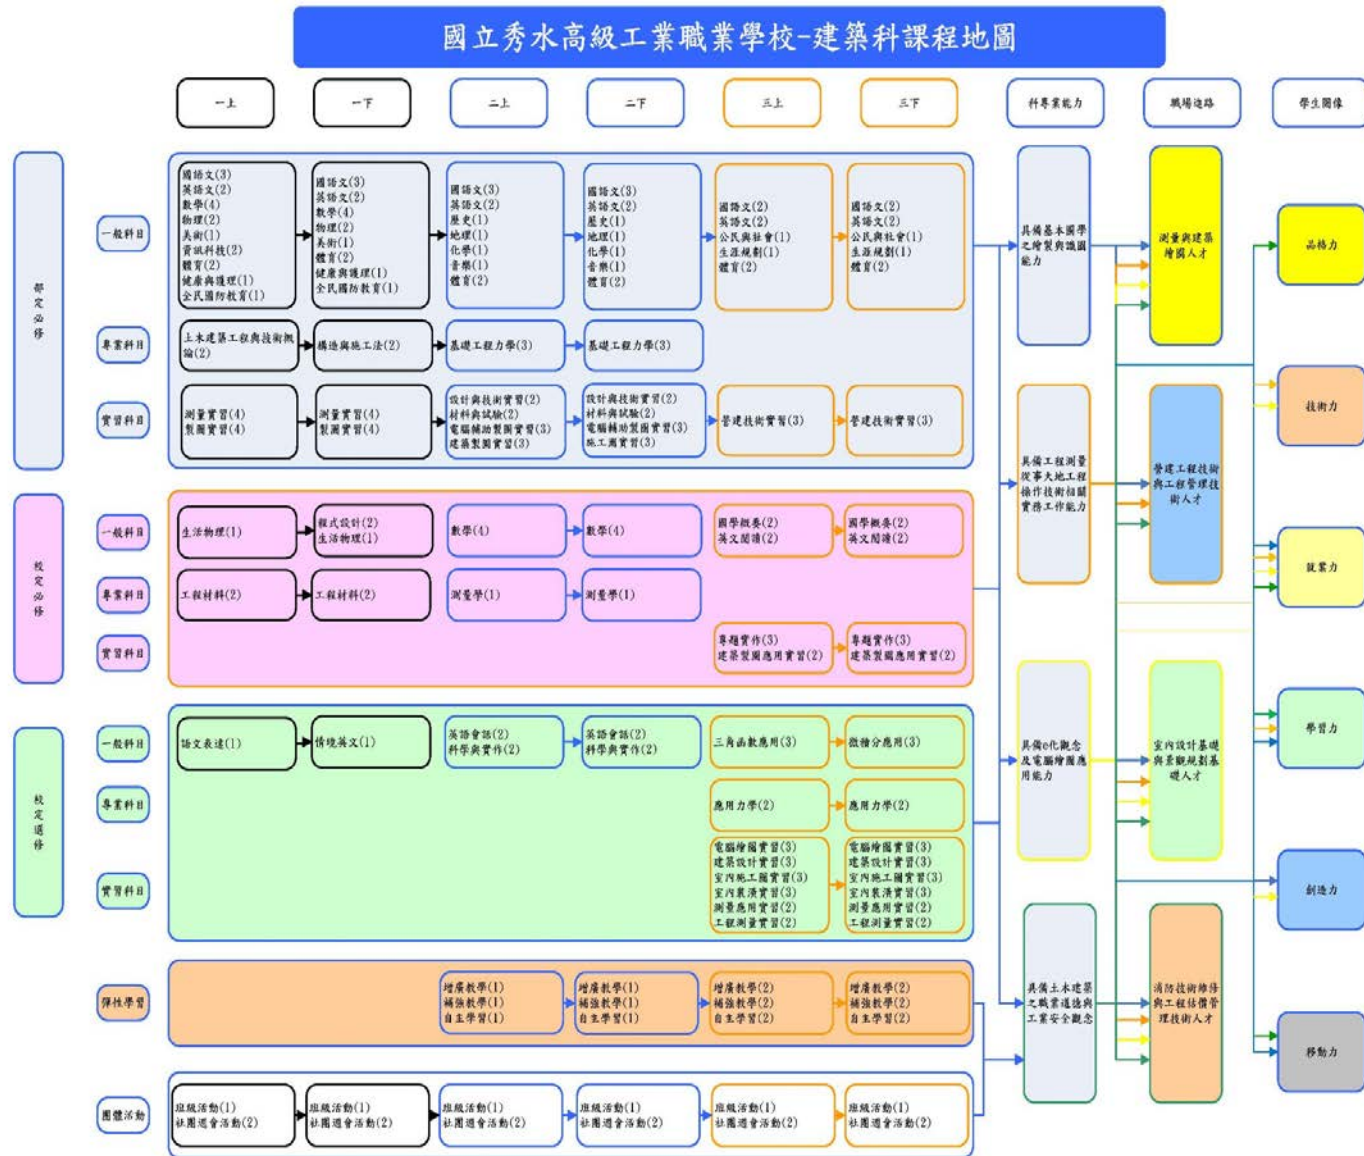 國立秀水高級工業職業學校-建築科課程地圖
一上
一下
二上
二下
三上
三下
科專業能力
職場進路
學生圖像
部定必修
一般科目
國語文(3)
英語文(2)
數學(4)
物理(2)
美術(1)
資訊科技(2)
體育(2)
健康與護理(1)
全民國防教育(1)
國語文(3)
英語文(2)
數學(4)
物理(2)
美術(1)
體育(2)
健康與護理(1)
全民國防教育(1)
國語文(3)
英語文(2)
歷史(1)
地理(1)
化學(1)
音樂(1)
體育(2)
國語文(3)
英語文(2)
歷史(1)
地理(1)
化學(1)
音樂(1)
體育(2)
國語文(2)
英語文(2)
公民與社會(1)
生涯規劃(1)
體育(2)
國語文(2)
英語文(2)
公民與社會(1)
生涯規劃(1)
體育(2)
專業科目
土木建築工程與技術概
論(2)
構造與施工法(2)
基礎工程力學(3)
基礎工程力學(3)
實習科目
測量實習(4)
製圖實習(4)
測量實習(4)
製圖實習(4)
設計與技術實習(2)
材料與試驗(2)
電腦輔助製圖實習(3)
建築製圖實習(3)
設計與技術實習(2)
材料與試驗(2)
電腦輔助製圖實習(3)
施工圖實習(3)
營建技術實習(3)
營建技術實習(3)
校定必修
一般科目
生活物理(1)
程式設計(2)
生活物理(1)
數學(4)
數學(4)
國學概要(2)
英文閱讀(2)
國學概要(2)
英文閱讀(2)
專業科目
工程材料(2)
工程材料(2)
測量學(1)
測量學(1)
實習科目
專題實作(3)
建築製圖應用實習(2)
專題實作(3)
建築製圖應用實習(2)
校定選修
一般科目
語文表達(1)
情境英文(1)
英語會話(2)
科學與實作(2)
英語會話(2)
科學與實作(2)
三角函數應用(3)
微積分應用(3)
專業科目
應用力學(2)
應用力學(2)
實習科目
電腦繪圖實習(3)
建築設計實習(3)
室內施工圖實習(3)
室內裝潢實習(3)
測量應用實習(2)
工程測量實習(2)
電腦繪圖實習(3)
建築設計實習(3)
室內施工圖實習(3)
室內裝潢實習(3)
測量應用實習(2)
工程測量實習(2)
彈性學習
增廣教學(1)
補強教學(1)
自主學習(1)
增廣教學(1)
補強教學(1)
自主學習(1)
增廣教學(2)
補強教學(2)
自主學習(2)
增廣教學(2)
補強教學(2)
自主學習(2)
團體活動
班級活動(1)
社團週會活動(2)
班級活動(1)
社團週會活動(2)
班級活動(1)
社團週會活動(2)
班級活動(1)
社團週會活動(2)
班級活動(1)
社團週會活動(2)
班級活動(1)
社團週會活動(2)
具備基本圖學
之繪製與識圖
能力
具備工程測量
從事大地工程
操作技術相關
實務工作能力
具備e化觀念
及電腦繪圖應
用能力
具備土木建築
之職業道德與
工業安全觀念
測量與建築
繪圖人才
營建工程技術
與工程管理技
術人才
室內設計基礎
與景觀規劃基
礎人才
消防技術維修
與工程估價管
理技術人才
品格力
技術力
就業力
學習力
創造力
移動力